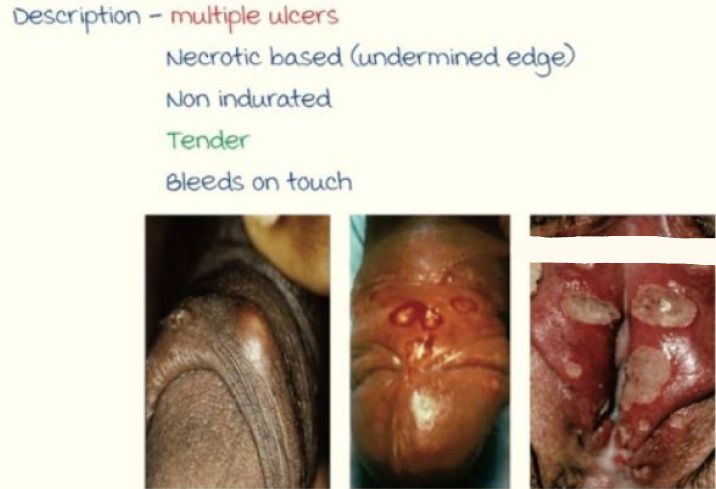 Description - multiple ulcers
Necrotic based (undermined edge)
Non indurated
Tender
Bleeds on touch